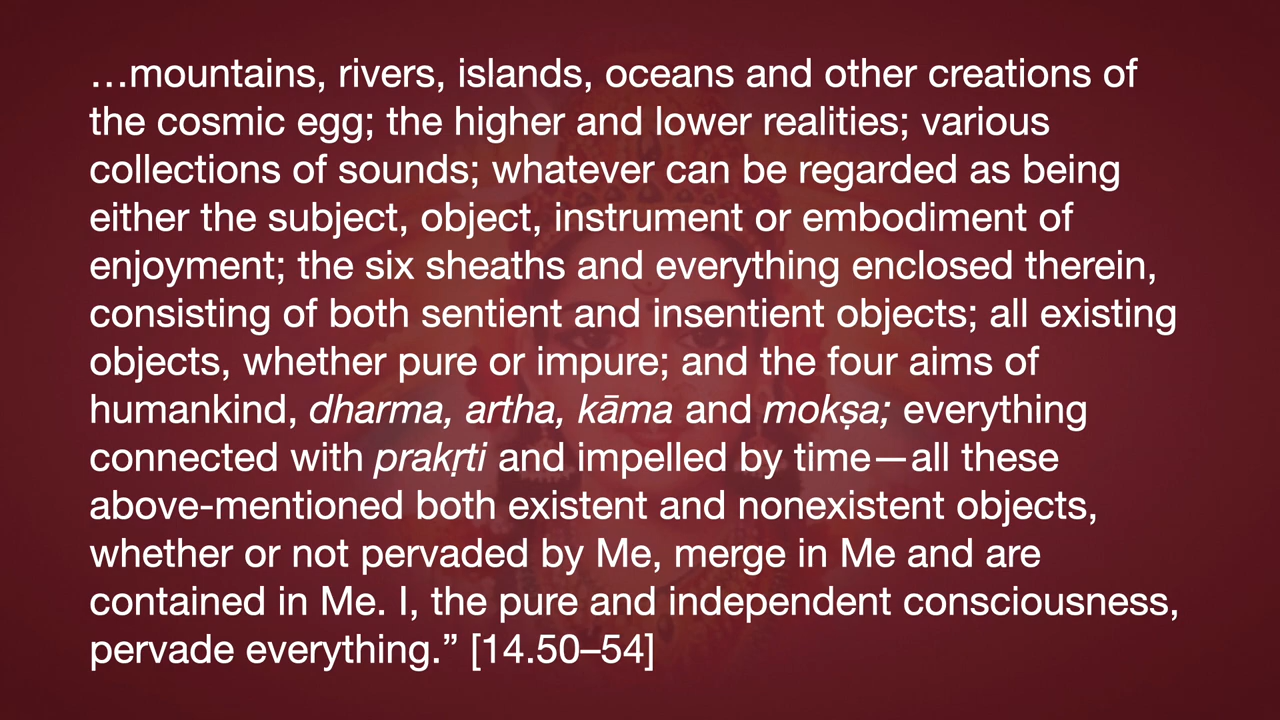 …mountains, rivers, islands, oceans and other creations of
the cosmic egg; the higher and lower realities; various
collections of sounds; whatever can be regarded as being
either the subject, object, instrument or embodiment of
enjoyment; the six sheaths and everything enclosed therein,
consisting of both sentient and insentient objects; all existing
objects, whether pure or impure; and the four aims of
humankind, dharma, artha, kāma and mokṣa; everything
connected with prakṛti and impelled by time—all these
above-mentioned both existent and nonexistent objects,
whether or not pervaded by Me, merge in Me and are
contained in Me. I, the pure and independent consciousness,
pervade everything.” [14.50–54]